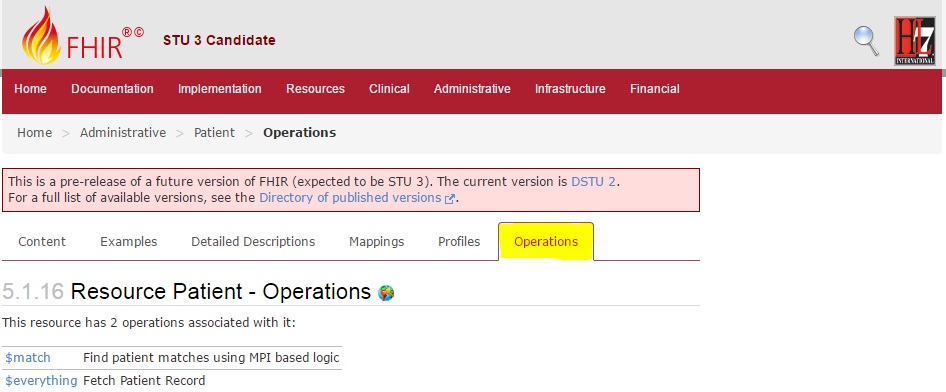 FHIR®© STU 3 Candidate
HL7
INTERNATIONAL
Home Documentation Implementation Resources Clinical Administrative Infrastructure Financial
Home > Administrative > Patient > Operations
This is a pre-release of a future version of FHIR (expected to be STU 3). The current version is DSTU 2.
For a full list of available versions, see the Directory of published versions.
Content Examples Detailed Descriptions Mappings Profiles Operations
5.1.16 Resource Patient - Operations
This resource has 2 operations associated with it:
$match Find patient matches using MPI based logic
$everything Fetch Patient Record